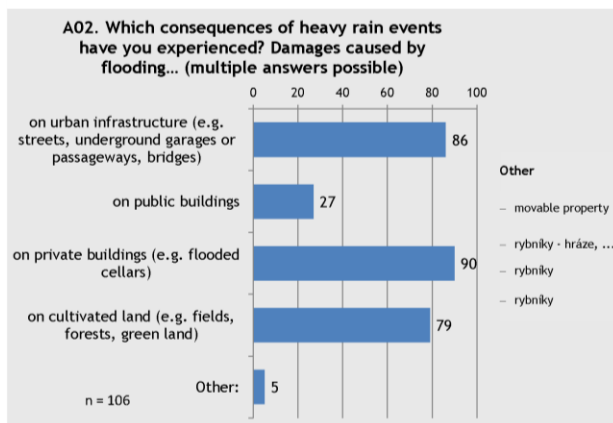 A02. Which consequences of heavy rain events
have you experienced? Damages caused by
flooding... (multiple answers possible)
0 20 40 60 80 100
on urban infrastructure (e.g.
streets, underground garages or
passageways, bridges)
86
on public buildings
27
on private buildings (e.g. flooded
cellars)
90
on cultivated land (e.g. fields,
forests, green land)
79
Other:
5
n = 106
Other
– movable property
– rybníky - hráze, ...
– rybníky
– rybníky